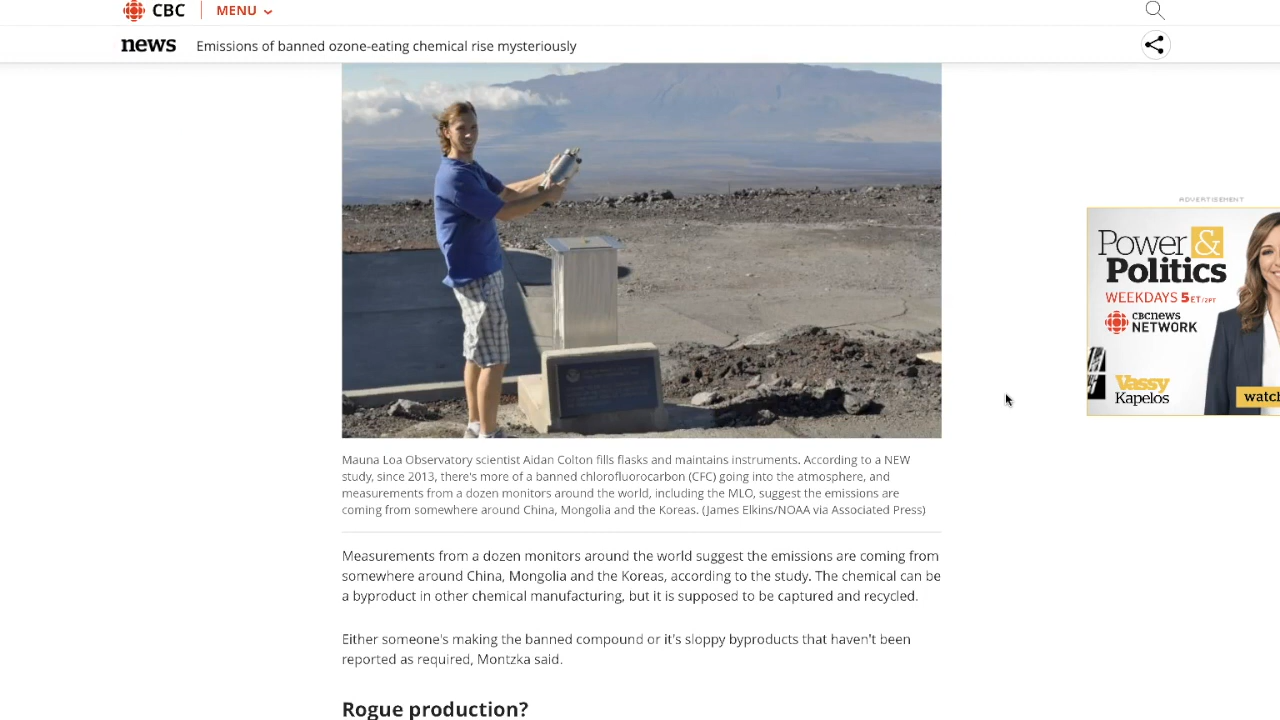 CBC
MENU
news
Emissions of banned ozone-eating chemical rise mysteriously
ADVERTISEMENT
Power &
Politics
WEEKDAYS 5 ET/2PT
cbcnews
NETWORK
Vassy
Kapelos
watch
Mauna Loa Observatory scientist Aidan Colton fills flasks and maintains instruments. According to a NEW
study, since 2013, there's more of a banned chlorofluorocarbon (CFC) going into the atmosphere, and
measurements from a dozen monitors around the world, including the MLO, suggest the emissions are
coming from somewhere around China, Mongolia and the Koreas. (James Elkins/NOAA via Associated Press)
Measurements from a dozen monitors around the world suggest the emissions are coming from
somewhere around China, Mongolia and the Koreas, according to the study. The chemical can be
a byproduct in other chemical manufacturing, but it is supposed to be captured and recycled.
Either someone's making the banned compound or it's sloppy byproducts that haven't been
reported as required, Montzka said.
Rogue production?